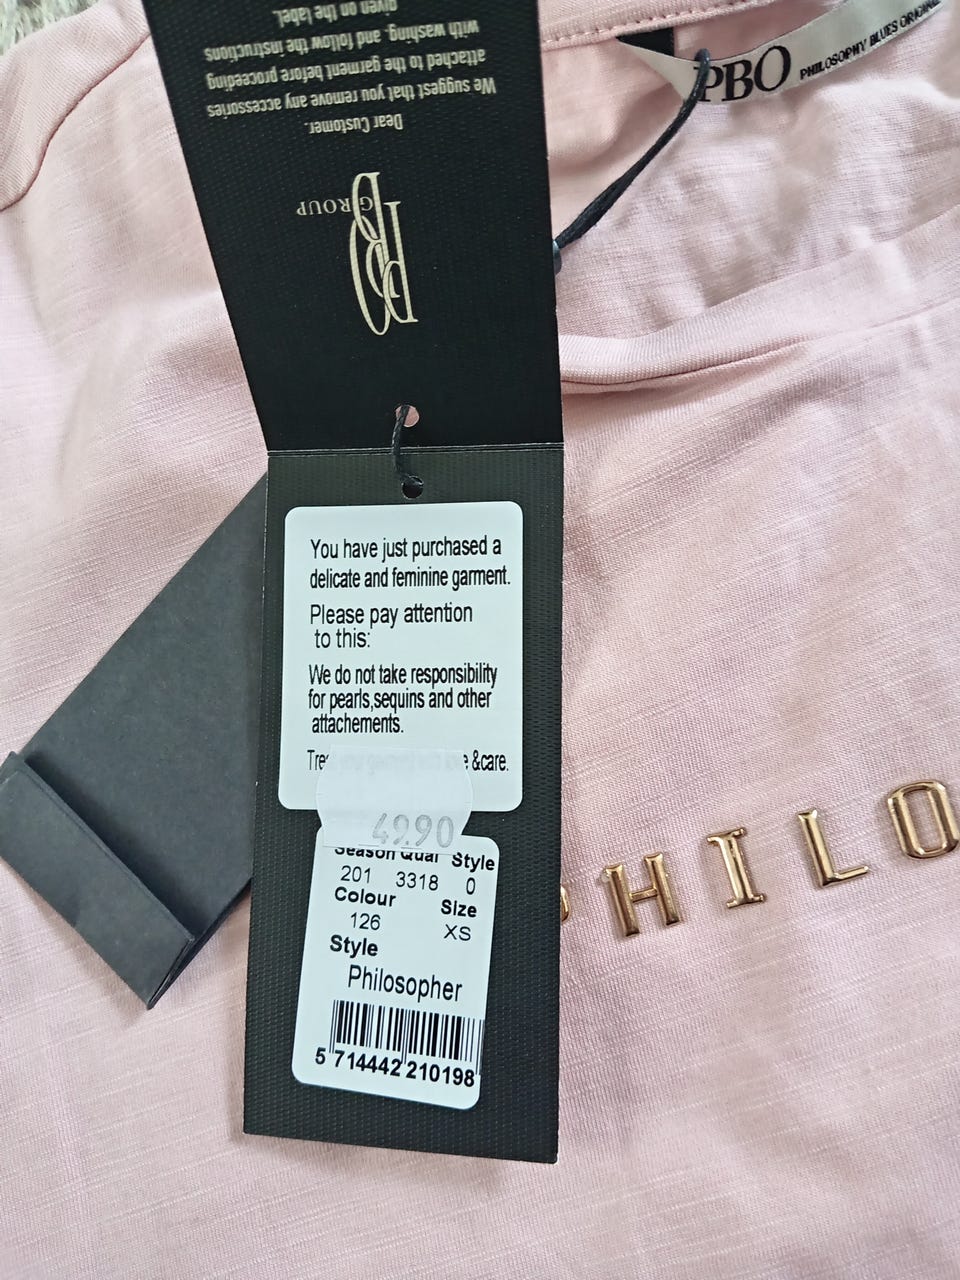 Dear Customer.
We suggest that you remove any accessories
attached to the garment before proceeding
with washing, and follow the instructions
given on the label.
PBO
GROUP
PBO PHILOSOPHY BLUES ORIGINAL
You have just purchased a
delicate and feminine garment.
Please pay attention
to this:
We do not take responsibility
for pearls,sequins and other
attachements.
&care.
49.90
Season Qual Style
201 3318 0
Colour Size
126 XS
Style
Philosopher
5 714442 210198
PHILO